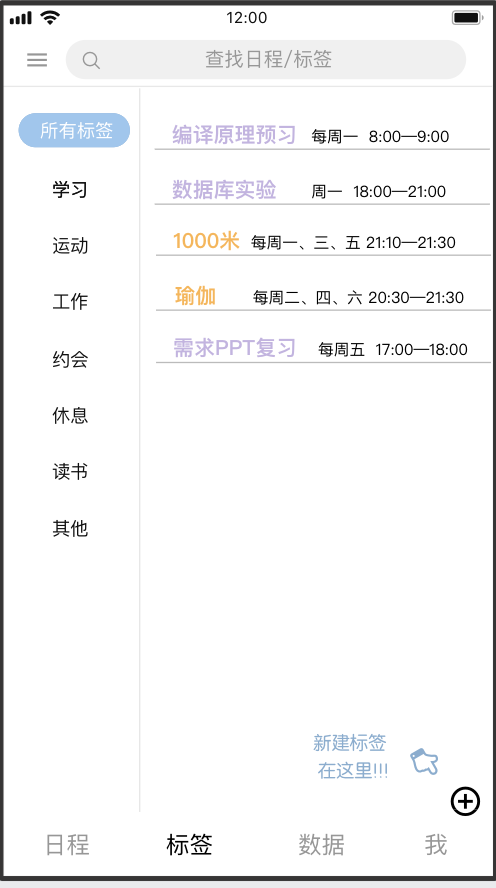 12:00
查找日程/标签
所有标签
学习
运动
工作
约会
休息
读书
其他
编译原理预习 每周一 8:00—9:00
数据库实验 周一 18:00—21:00
1000米 每周一、三、五 21:10—21:30
瑜伽 每周二、四、六 20:30—21:30
需求PPT复习 每周五 17:00—18:00
新建标签
在这里!!!
日程 标签 数据 我